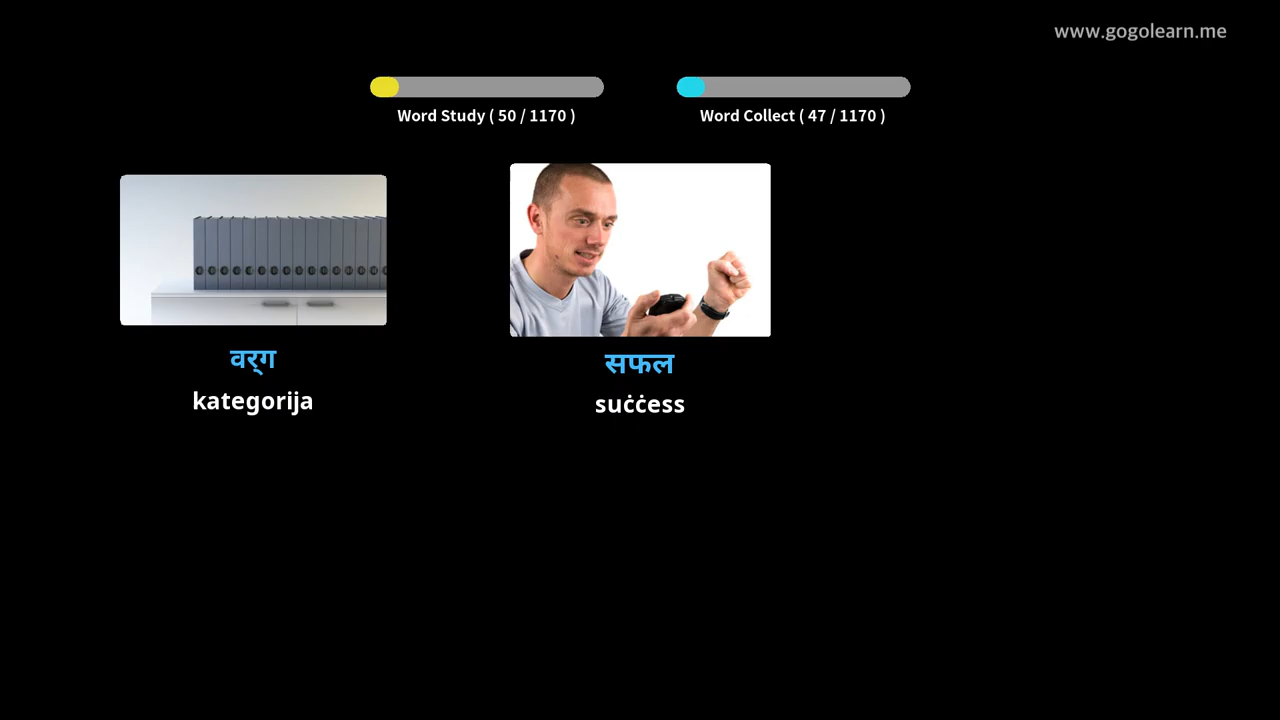 www.gogolearn.me
Word Study ( 50 / 1170 )
Word Collect ( 47 / 1170 )
वर्‌ग
kategorija
सफल
suċċess